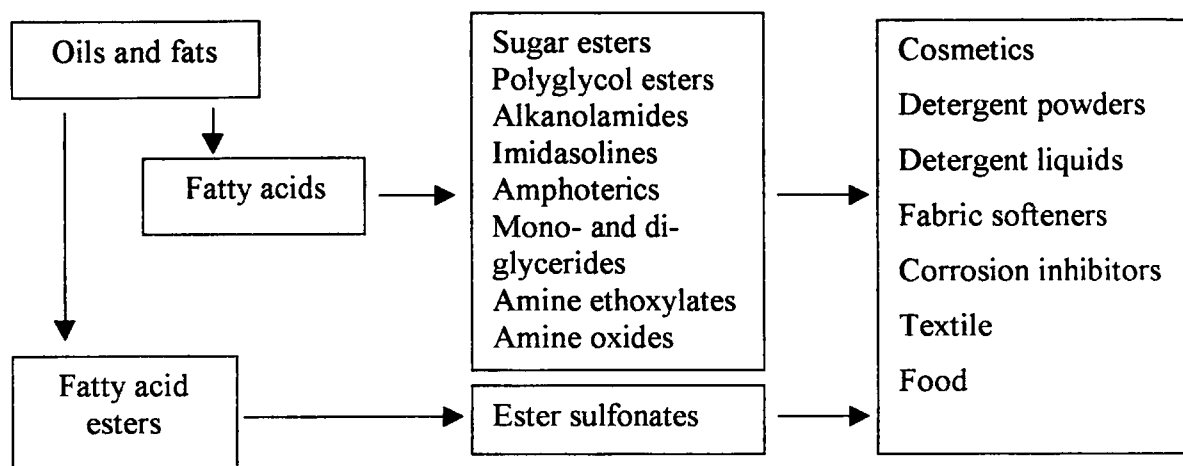 Oils and fats
Fatty acids
Fatty acid
esters
Sugar esters
Polyglycol esters
Alkanolamides
Imidasolines
Amphoterics
Mono- and di-
glycerides
Amine ethoxylates
Amine oxides
Ester sulfonates
Cosmetics
Detergent powders
Detergent liquids
Fabric softeners
Corrosion inhibitors
Textile
Food